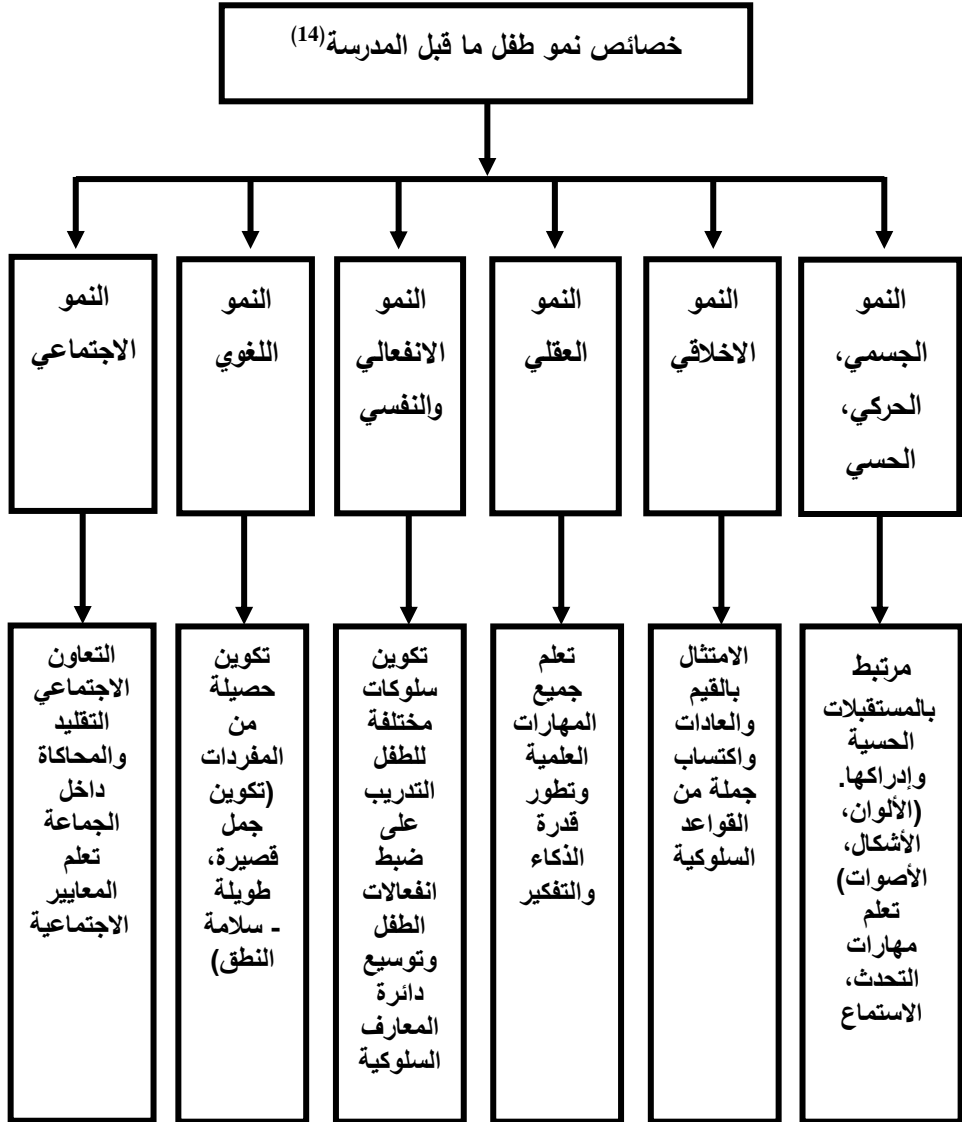 خصائص نمو طفل ما قبل المدرسة(14)
النمو
الجسمي،
الحركي،
الحسي
النمو
الاخلاقي
النمو
العقلي
النمو
الانفعالي
والنفسي
النمو
اللغوي
النمو
الاجتماعي
مرتبط
بالمستقبلات
الحسية
وإدراكها.
(الألوان،
الأشكال،
الأصوات)
تعلم
مهارات
التحدث،
الاستماع
الامتثال
بالقيم
والعادات
واكتساب
جملة من
القواعد
السلوكية
تعلم
جميع
المهارات
العلمية
وتطور
قدرة
الذكاء
والتفكير
تكوين
سلوكات
مختلفة
للطفل
التدريب
على
ضبط
انفعالات
الطفل
وتوسيع
دائرة
المعارف
السلوكية
تكوين
حصيلة
من
المفردات
(تكوين
جمل
قصيرة،
طويلة
- سلامة
النطق)
التعاون
الاجتماعي
التقليد
والمحاكاة
داخل
الجماعة
تعلم
المعايير
الاجتماعية